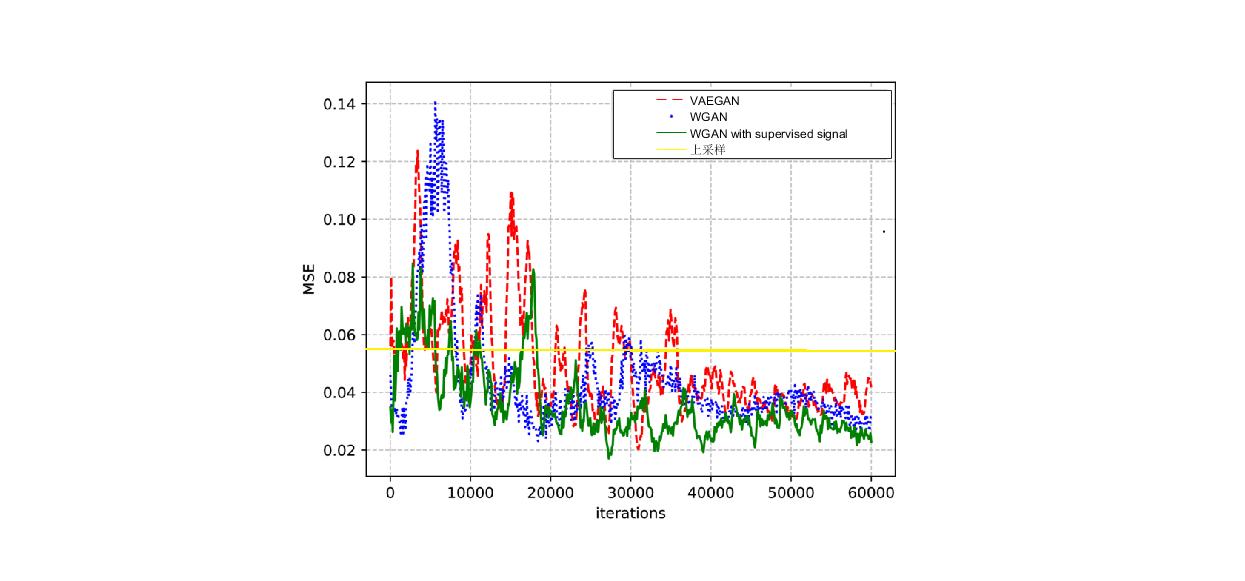 VAEGAN
WGAN
WGAN with supervised signal
上采样
0.14
0.12
0.10
0.08
0.06
0.04
0.02
MSE
0 10000 20000 30000 40000 50000 60000
iterations